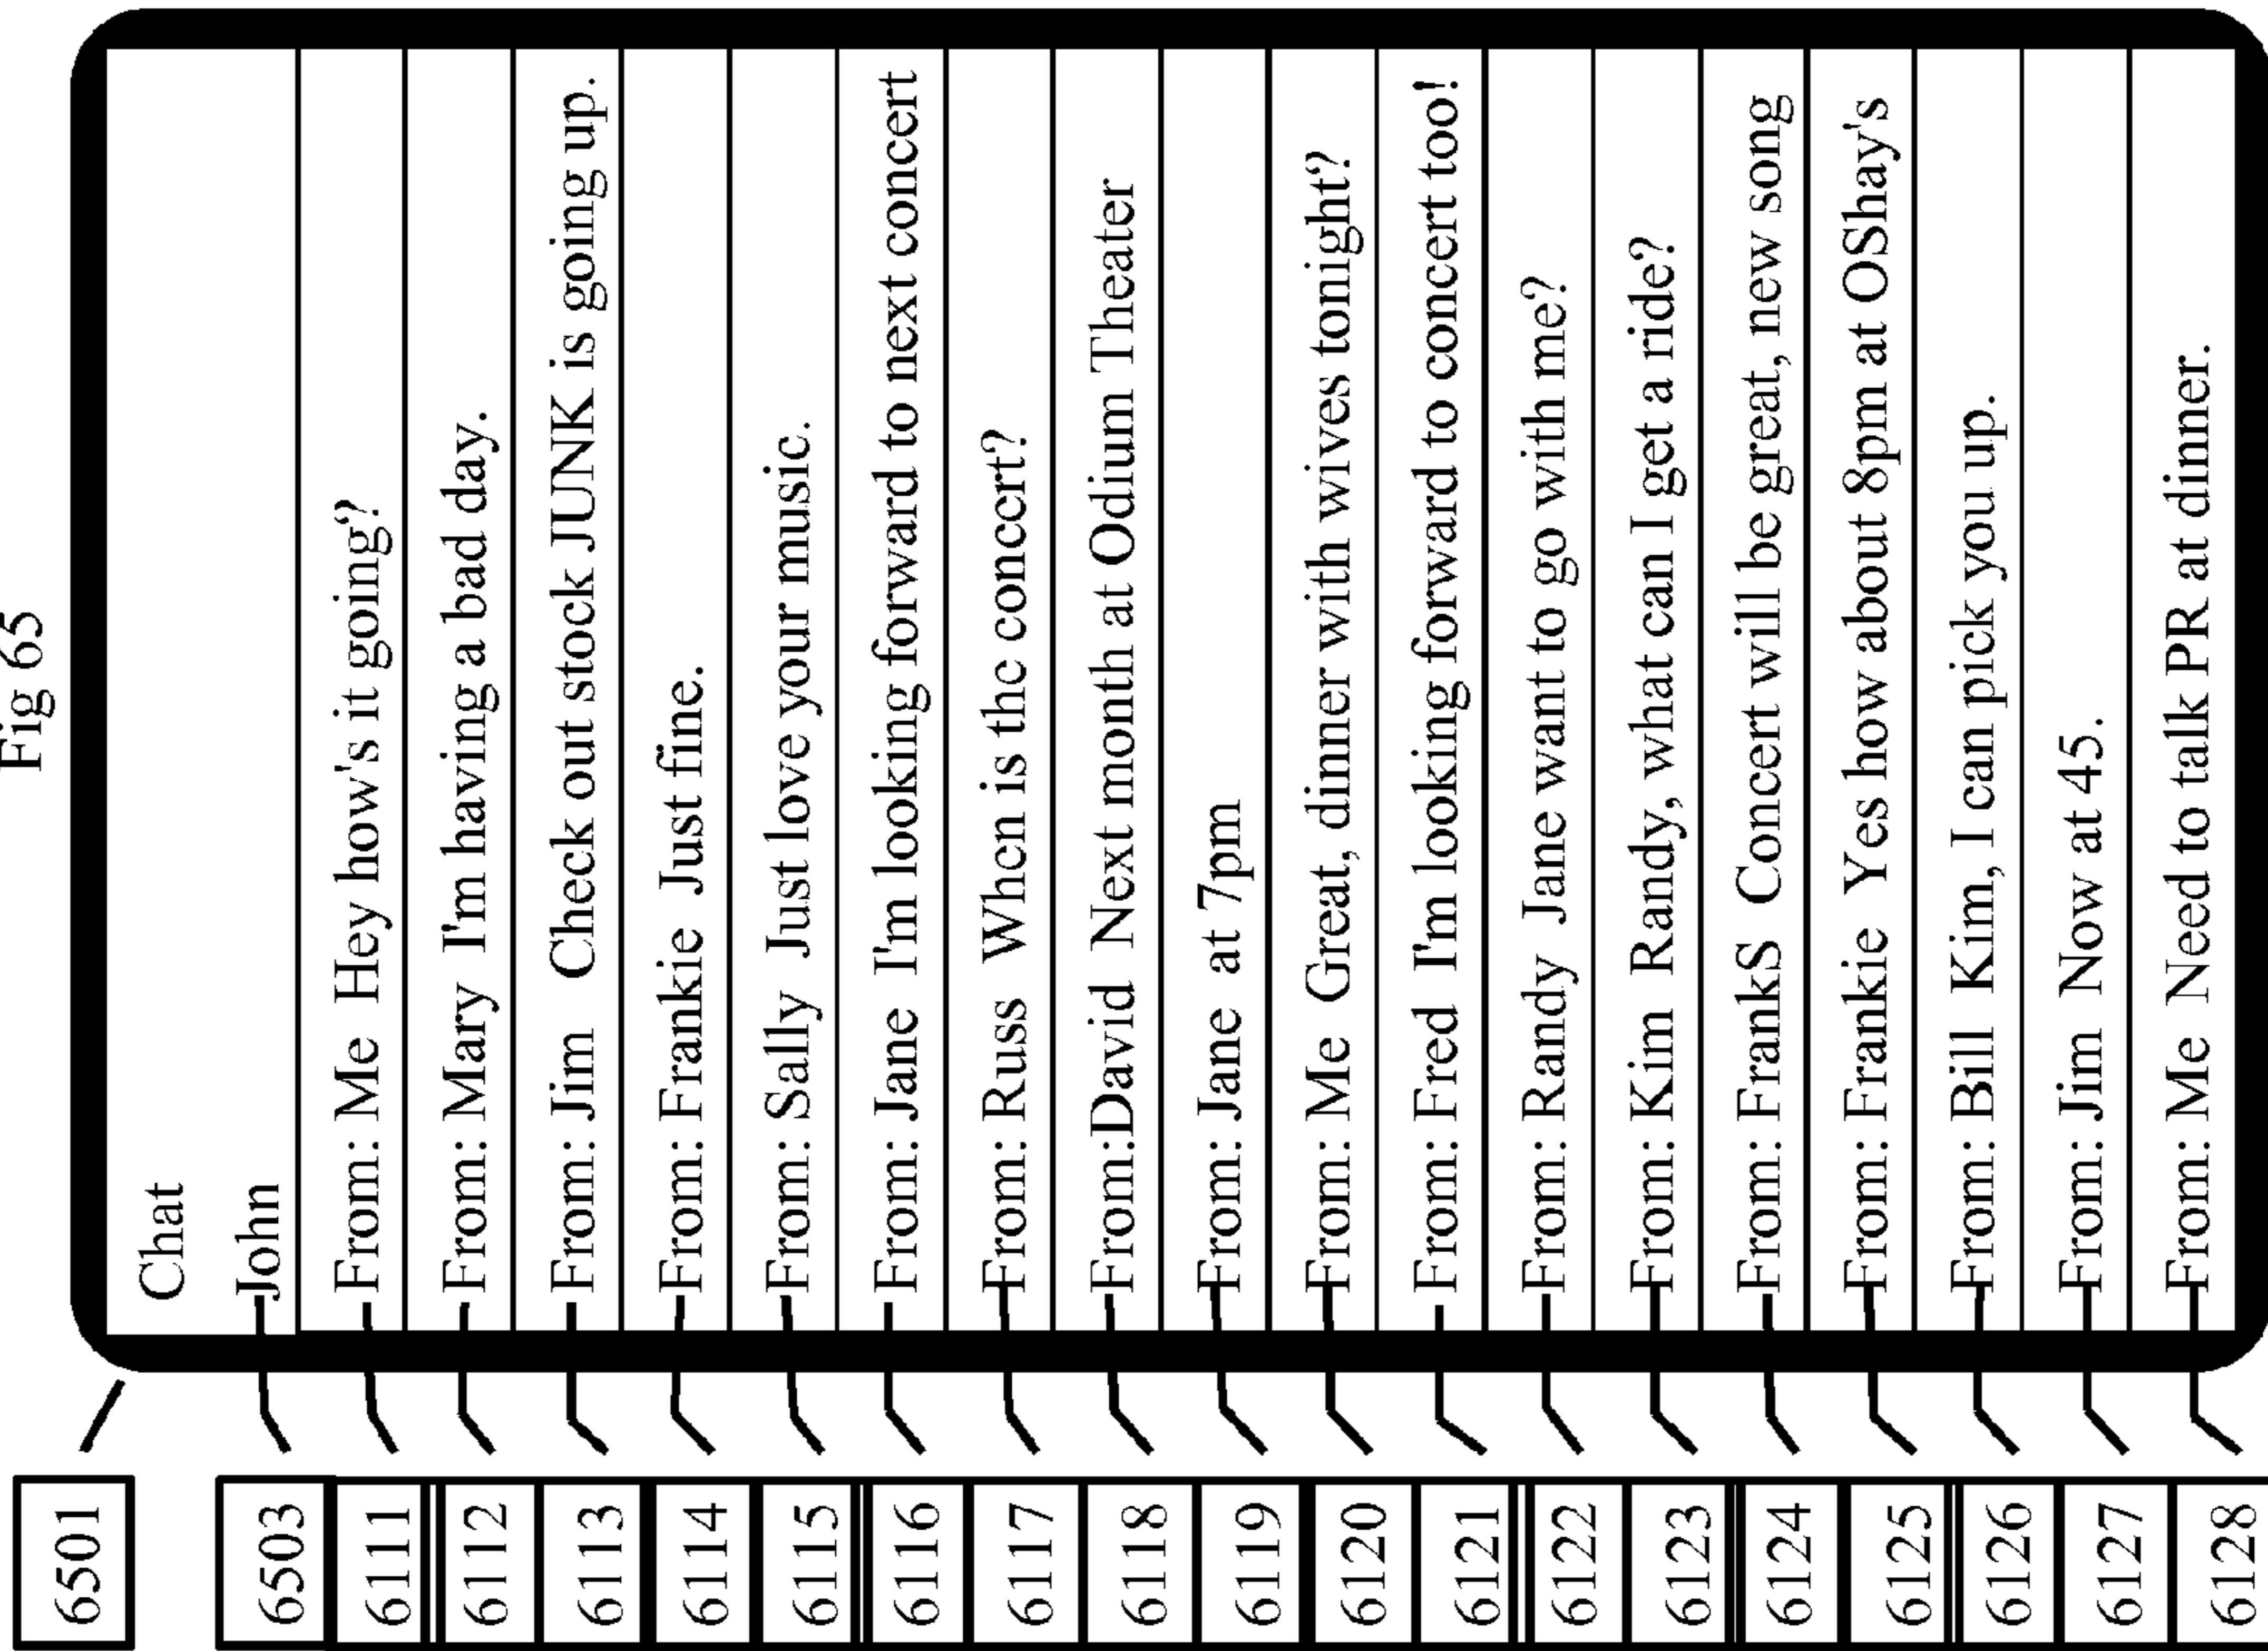 Fig 65
6501
Chat
6503 John
6111 From: Me Hey how's it going?
6112 From: Mary I'm having a bad day.
6113 From: Jim Check out stock JUNK is going up.
6114 From: Frankie Just fine.
6115 From: Sally Just love your music.
6116 From: Jane I'm looking forward to next concert
6117 From: Russ When is the concert?
6118 From:David Next month at Odium Theater
6119 From: Jane at 7pm
6120 From: Me Great, dinner with wives tonight?
6121 From: Fred I'm looking forward to concert too!
6122 From: Randy Jane want to go with me?
6123 From: Kim Randy, what can I get a ride?
6124 From: FrankS Concert will be great, new song
6125 From: Frankie Yes how about 8pm at OShay's
6126 From: Bill Kim, I can pick you up.
6127 From: Jim Now at 45.
6128 From: Me Need to talk PR at dinner.